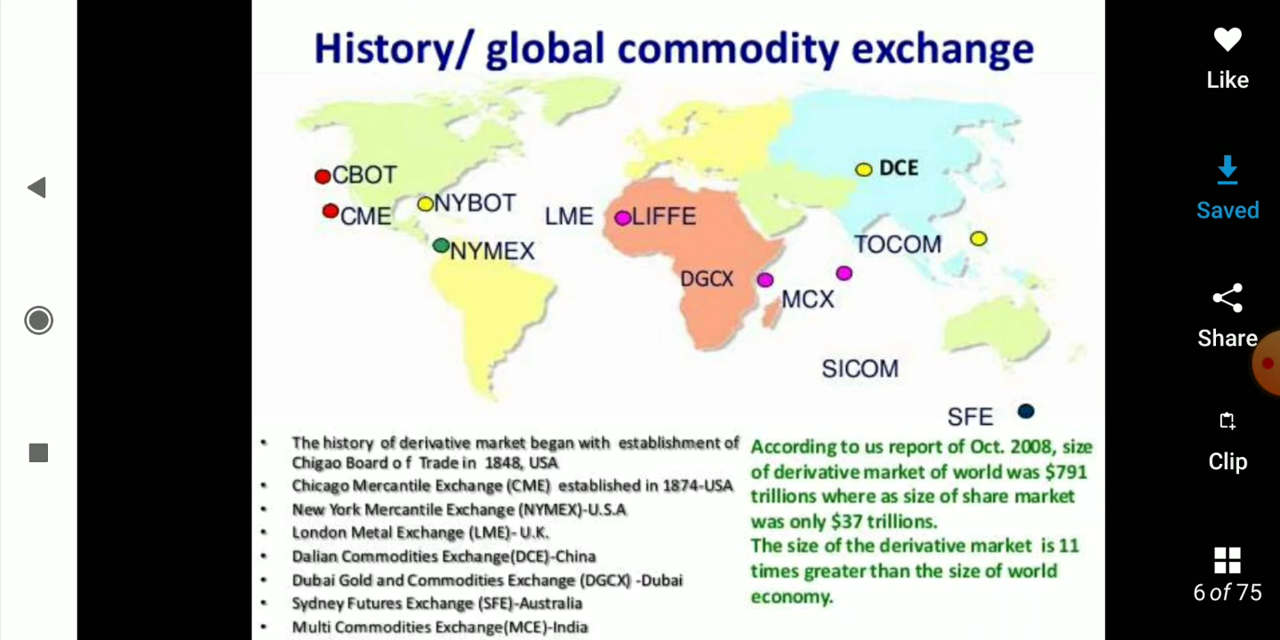 History/ global commodity exchange
CBOT
DCE
CME
NYBOT
LME
LIFFE
NYMEX
TOCOM
DGCX
MCX
SICOM
SFE
• The history of derivative market began with establishment of
Chigao Board o f Trade in 1848, USA
• Chicago Mercantile Exchange (CME) established in 1874-USA
• New York Mercantile Exchange (NYMEX)-U.S.A
• London Metal Exchange (LME)- U.K.
• Dalian Commodities Exchange(DCE)-China
• Dubai Gold and Commodities Exchange (DGCX) -Dubai
• Sydney Futures Exchange (SFE)-Australia
• Multi Commodities Exchange(MCE)-India
According to us report of Oct. 2008, size
of derivative market of world was $791
trillions where as size of share market
was only $37 trillions.
The size of the derivative market is 11
times greater than the size of world
economy.
Like
Saved
Share
Clip
6 of 75